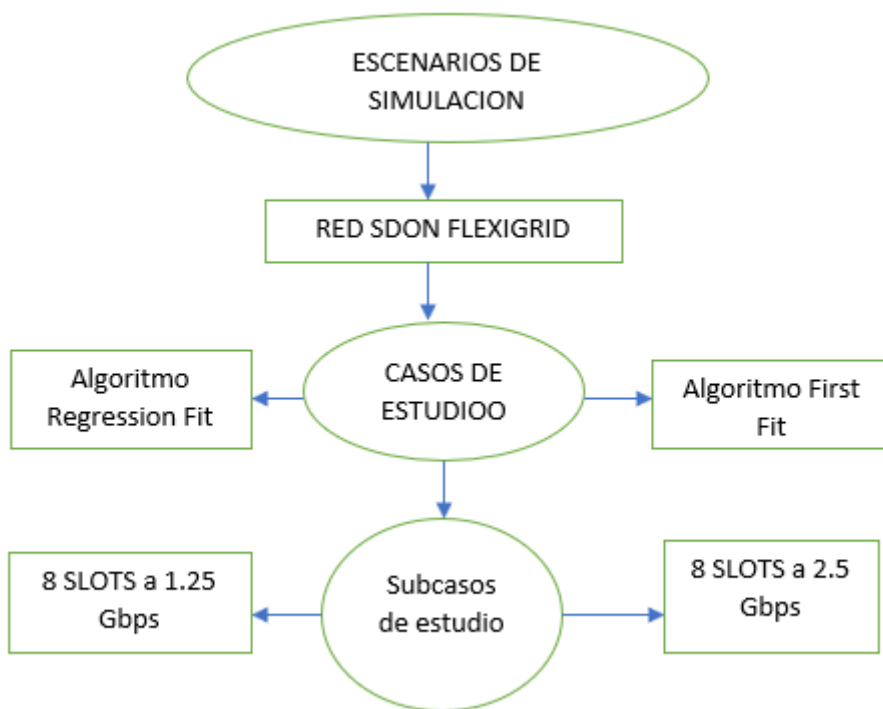 ESCENARIOS DE
SIMULACION
RED SDON FLEXIGRID
Algoritmo
Regression Fit
CASOS DE
ESTUDIOO
Algoritmo First
Fit
8 SLOTS a 1.25
Gbps
Subcasos
de estudio
8 SLOTS a 2.5
Gbps